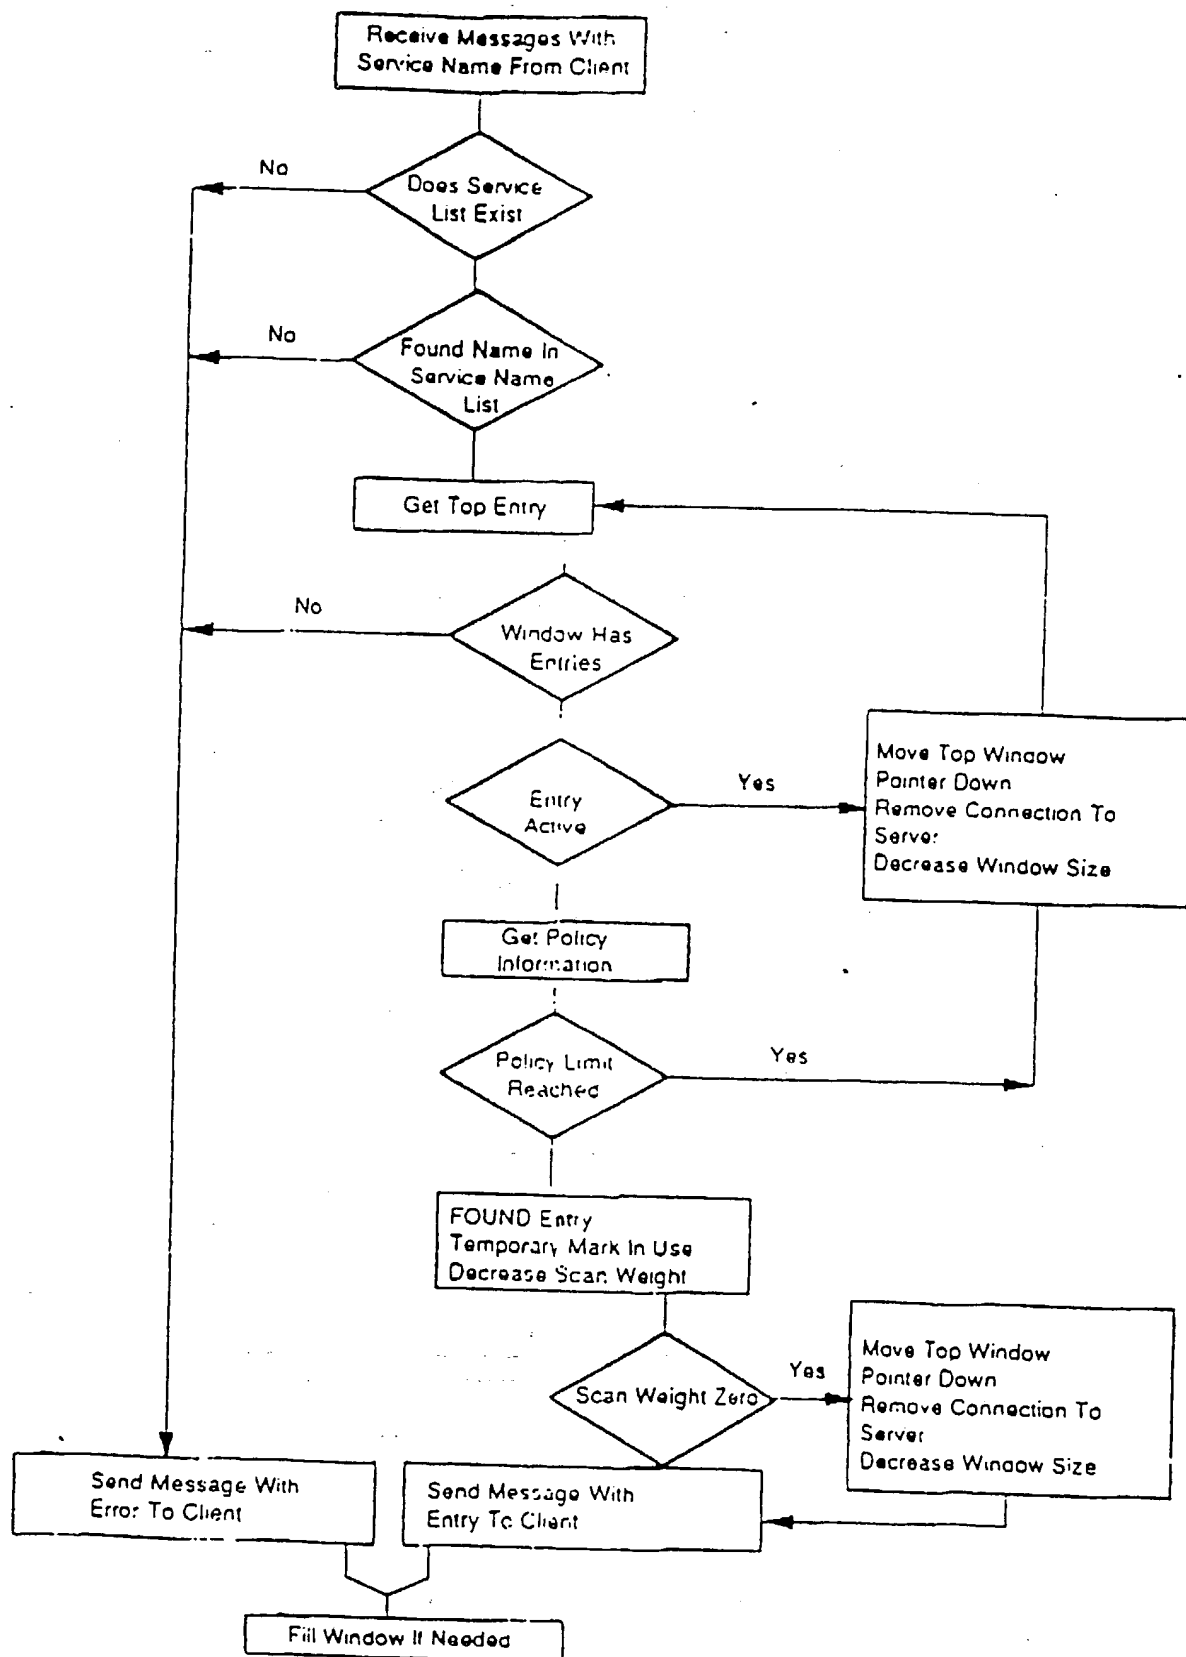 Receive Messages With
Service Name From Client
No
Does Service
List Exist
No
Found Name In
Service Name
List
Get Top Entry
No
Window Has
Entries
Entry
Active
Yes
Move Top Window
Pointer Down
Remove Connection To
Server
Decrease Window Size
Get Policy
Information
Policy Limit
Reached
Yes
FOUND Entry
Temporary Mark In Use
Decrease Scan Weight
Scan Weight Zero
Yes
Move Top Window
Pointer Down
Remove Connection To
Server
Decrease Window Size
Send Message With
Error To Client
Send Message With
Entry To Client
Fill Window If Needed